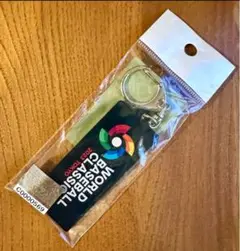 WORLD
BASEBALL
CLASSIC
2023 TOKYO
C0000569